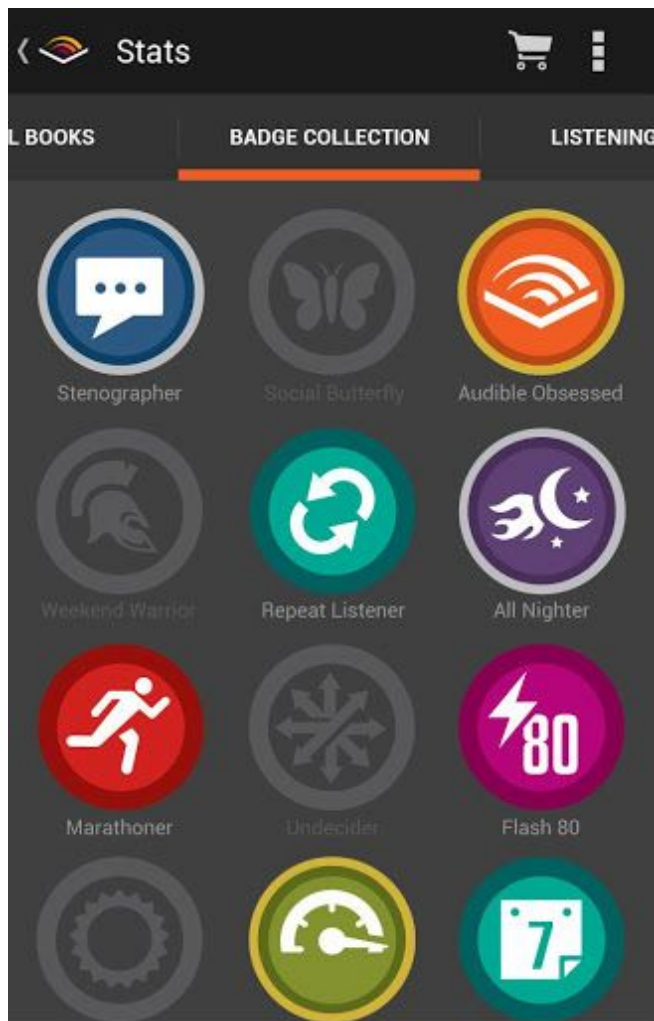 Stats
L BOOKS
BADGE COLLECTION
LISTENING
Stenographer
Social Butterfly
Audible Obsessed
Weekend Warrior
Repeat Listener
All Nighter
80
Marathoner
Undecider
Flash 80
7